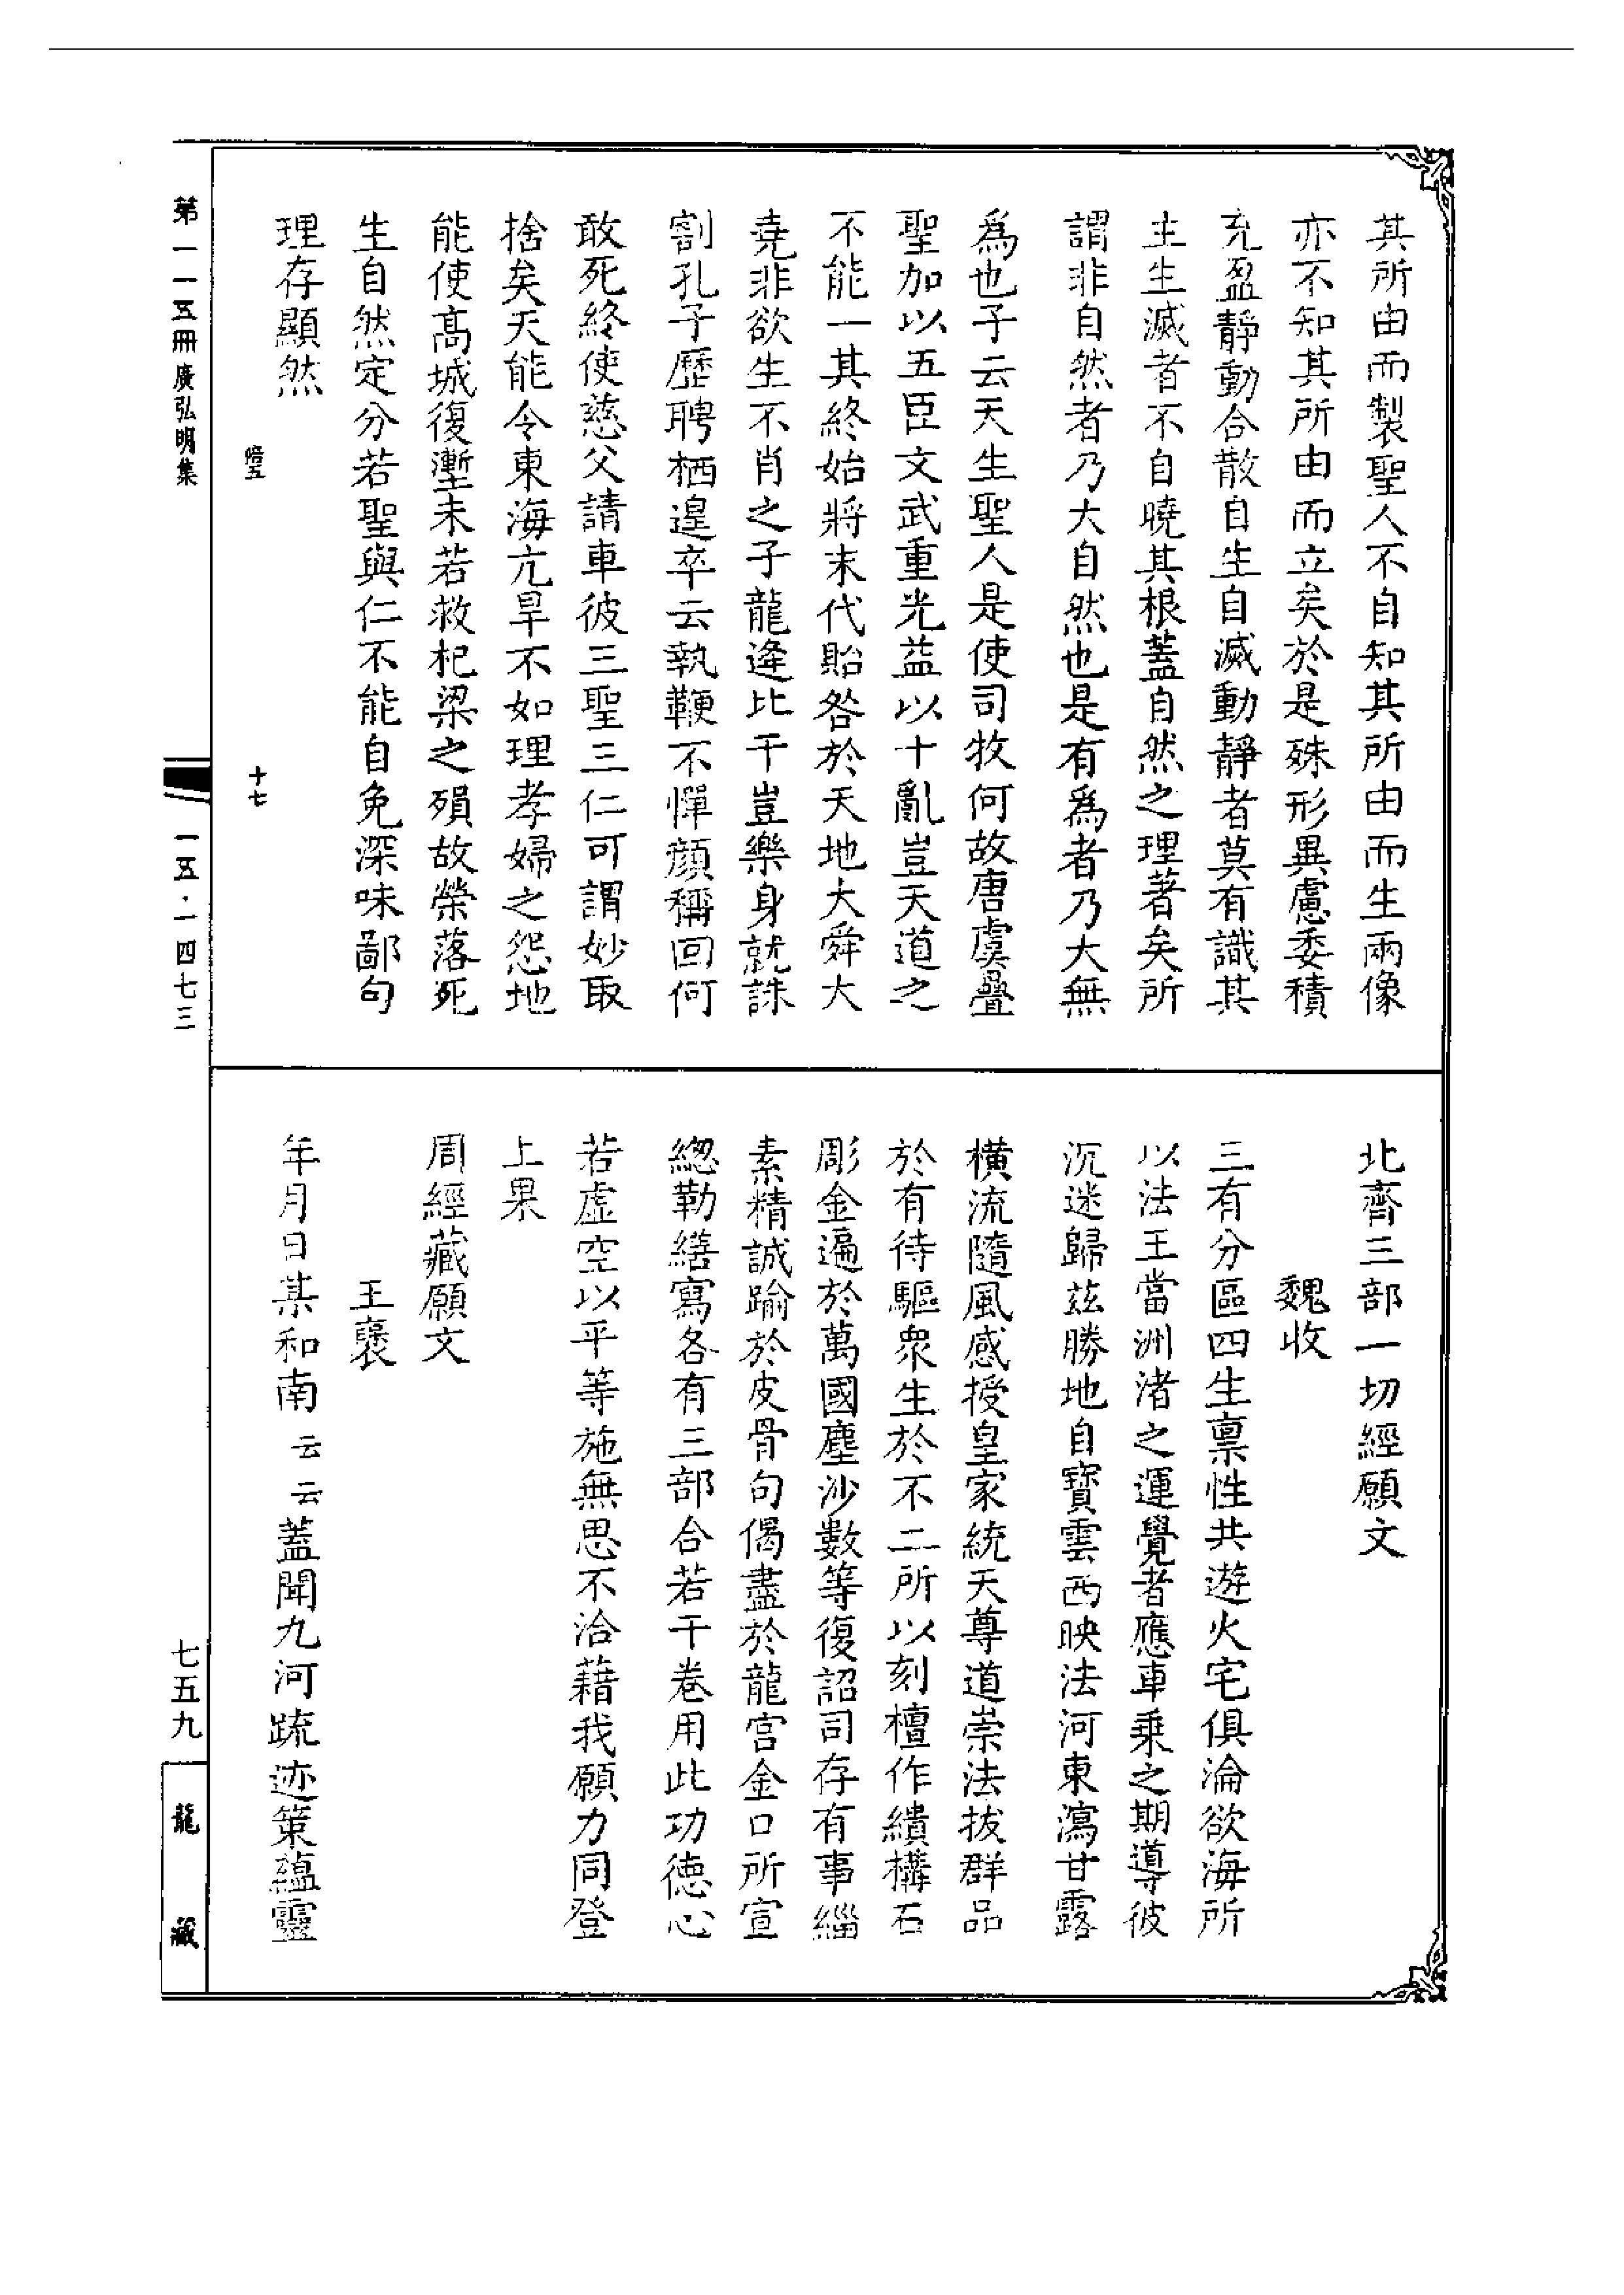 其所由而製聖人不自知其所由而生兩像
亦不知其所由而立矣於是殊形異慮委積
充盈靜動合散自生自滅動靜者莫有識其
主生滅者不自曉其根蓋自然之理著矣所
謂非自然者乃大自然也是有為者乃大無
為也子云天生聖人是使司牧何故唐虞疊
聖加以五臣文武重光益以十亂豈天道之
不能一其終始將末代貽咎於天地大舜大
堯非欲生不肖之子龍逄比干豈樂身就誅
割孔子歷聘栖遑卒云執鞭不憚顏稱回何
敢死終使慈父請車彼三聖三仁可謂妙取
捨矣天能令東海亢旱不如理孝婦之怨地
能使高城復壍未若救杞梁之殞故榮落死
生自然定分若聖與仁不能自免深味鄙句
理存顯然
十七
北齊三部一切經願文
魏收
三有分區四生禀性共遊火宅俱淪欲海所
以法王當洲渚之運覺者應車乘之期導彼
沉迷歸茲勝地自寶雲西映法河東瀉甘露
橫流隨風感授皇家統天尊道崇法拔群品
於有待驅眾生於不二所以刻檀作繢構石
彫金遍於萬國塵沙數等復詔司存有事緇
素精誠踰於皮骨句偈盡於龍宮金口所宣
緫勒繕寫各有三部合若干卷用此功德心
若虛空以平等施無思不洽藉我願力同登
上果
周經藏願文
王襃
年月日某和南云云蓋聞九河疏迹策蘊靈
第一一五冊 廣弘明集
一五·一四七三
七五九
龍藏